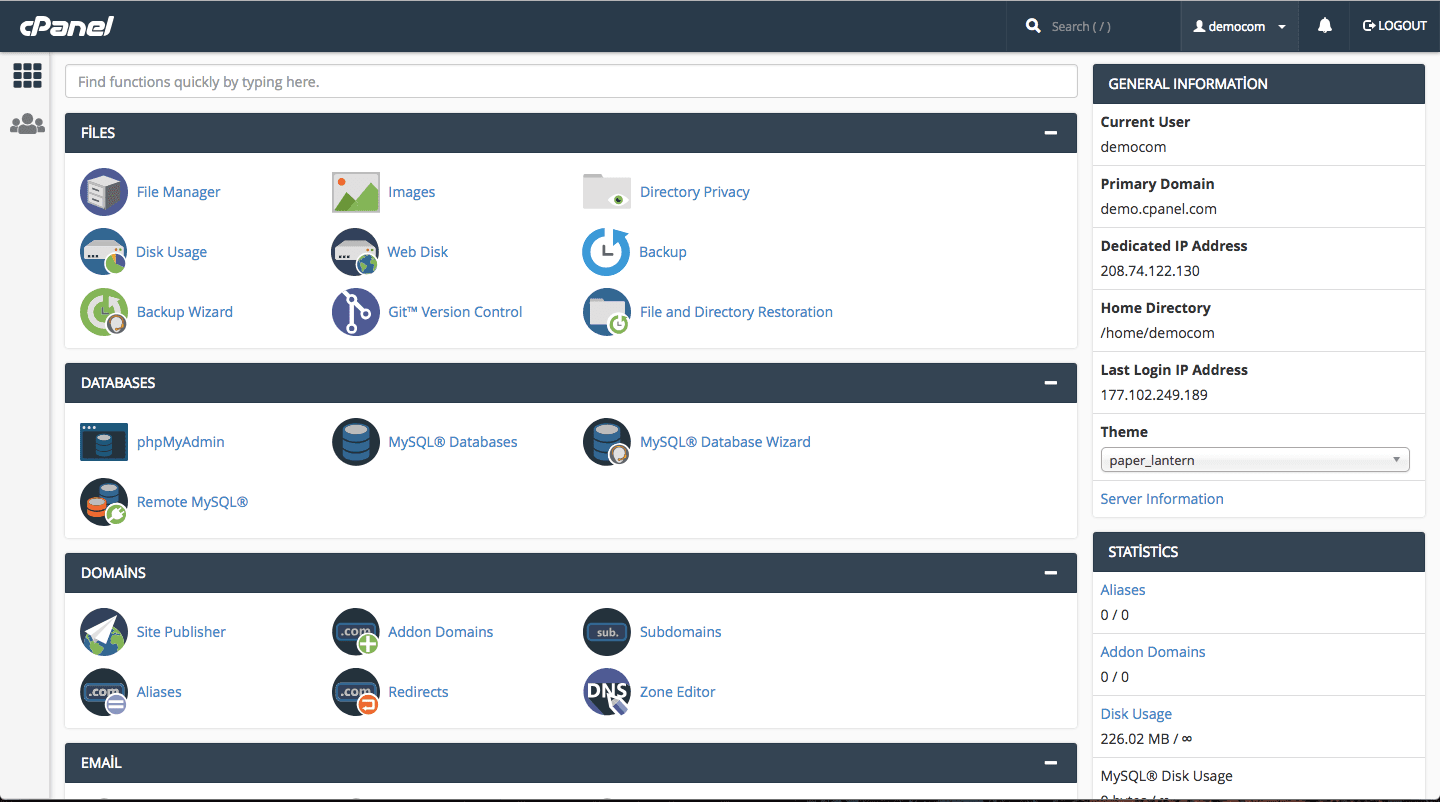 cPanel
Search ( / )
democom
LOGOUT
Find functions quickly by typing here.
FİLES
File Manager
Images
Directory Privacy
Disk Usage
Web Disk
Backup
Backup Wizard
Git™ Version Control
File and Directory Restoration
DATABASES
phpMyAdmin
MySQL® Databases
MySQL® Database Wizard
Remote MySQL®
DOMAİNS
Site Publisher
.com
Addon Domains
sub.
Subdomains
.com
Aliases
.com
Redirects
DNS
Zone Editor
EMAİL
GENERAL INFORMATİON
Current User
democom
Primary Domain
demo.cpanel.com
Dedicated IP Address
208.74.122.130
Home Directory
/home/democom
Last Login IP Address
177.102.249.189
Theme
paper_lantern
Server Information
STATİSTİCS
Aliases
0 / 0
Addon Domains
0 / 0
Disk Usage
226.02 MB / ∞
MySQL® Disk Usage
0 bytes / ∞